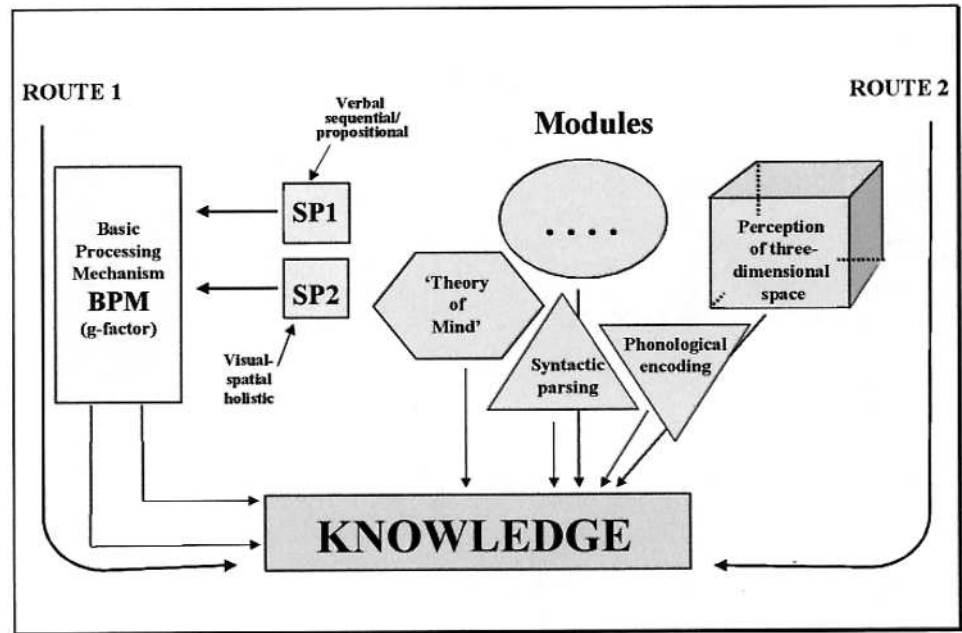 ROUTE 1
ROUTE 2
Verbal
sequential/
propositional
Modules
Basic
Processing
Mechanism
BPM
(g-factor)
SP1
SP2
Visual-
spatial
holistic
. . . .
‘Theory
of
Mind’
Syntactic
parsing
Phonological
encoding
Perception
of three-
dimensional
space
KNOWLEDGE